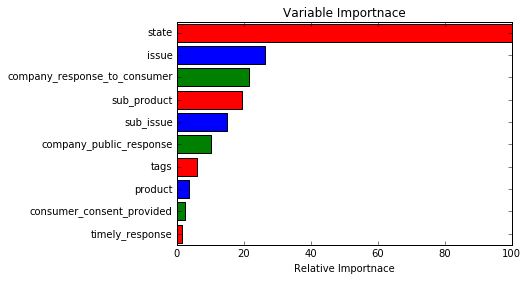 Variable Importnace
state
issue
company_response_to_consumer
sub_product
sub_issue
company_public_response
tags
product
consumer_consent_provided
timely_response
0 20 40 60 80 100
Relative Importnace